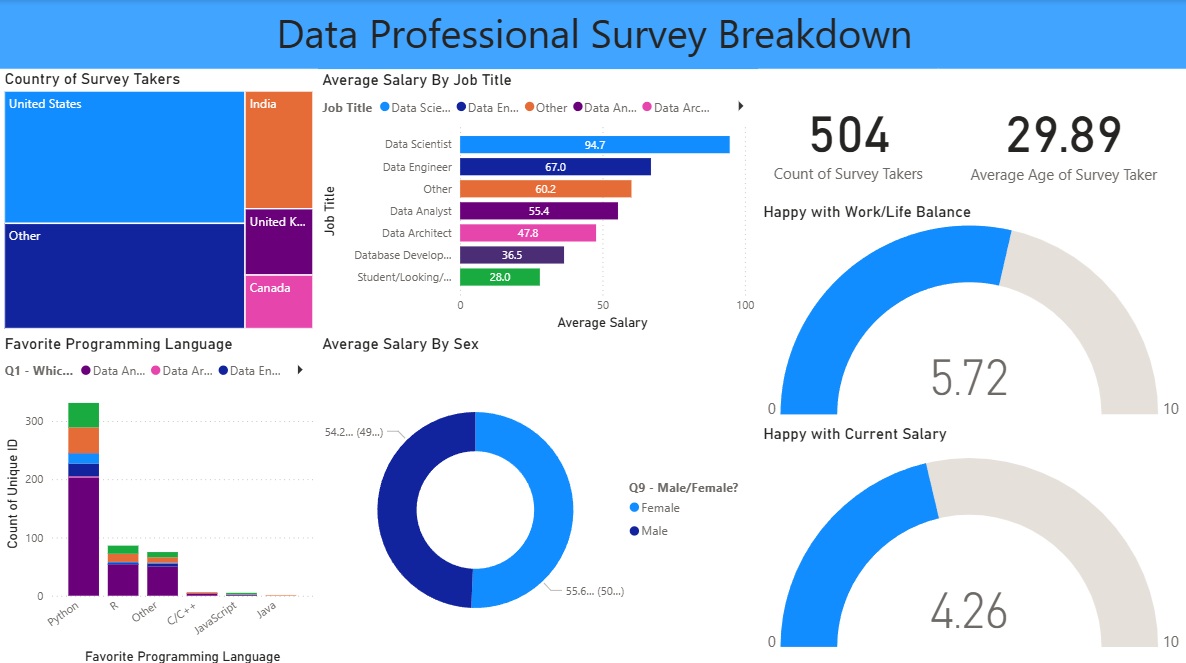 Data Professional Survey Breakdown
Country of Survey Takers
United States
India
Other
United K...
Canada
Average Salary By Job Title
Job Title Data Scie... Data En... Other Data An... Data Arc...
Job Title
Data Scientist 94.7
Data Engineer 67.0
Other 60.2
Data Analyst 55.4
Data Architect 47.8
Database Develop... 36.5
Student/Looking/... 28.0
0 50 100
Average Salary
504
Count of Survey Takers
29.89
Average Age of Survey Taker
Happy with Work/Life Balance
5.72
0 10
Favorite Programming Language
Q1 - Whic... Data An... Data Ar... Data En...
Count of Unique ID
300
200
100
0
Python R Other C/C++ JavaScript Java
Favorite Programming Language
Average Salary By Sex
54.2... (49...)
55.6... (50...)
Q9 - Male/Female?
Female
Male
Happy with Current Salary
4.26
0 10